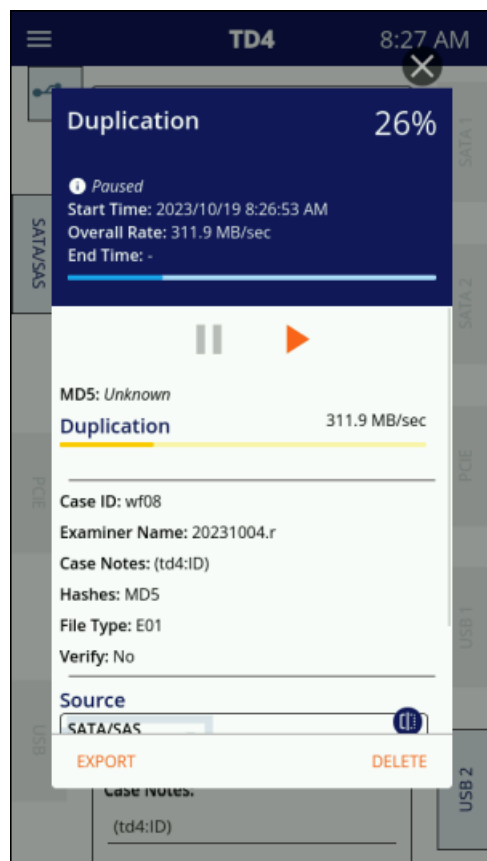 TD4
8:27 AM
Duplication
26%
Paused
Start Time: 2023/10/19 8:26:53 AM
Overall Rate: 311.9 MB/sec
End Time: -
SATA/SAS
PCIE
USB
SATA 1
SATA 2
PCIE
USB 1
USB 2
MD5: Unknown
Duplication
311.9 MB/sec
Case ID: wf08
Examiner Name: 20231004.r
Case Notes: (td4:ID)
Hashes: MD5
File Type: E01
Verify: No
Source
SATA/SAS
EXPORT
DELETE
Case Notes:
(td4:ID)